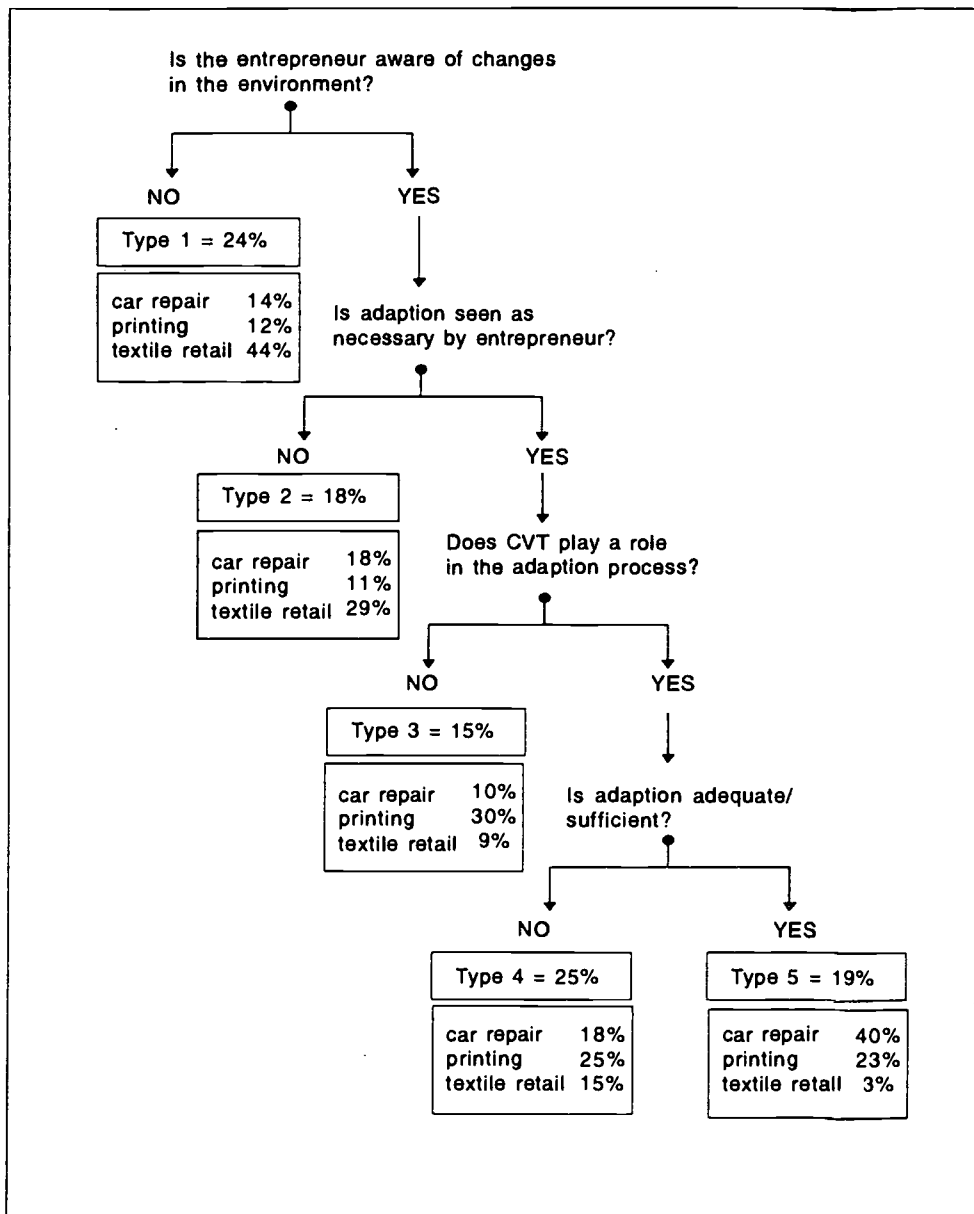 Is the entrepreneur aware of changes
in the environment?
NO
YES
Type 1 = 24%
car repair 14%
printing 12%
textile retail 44%
Is adaption seen as
necessary by entrepreneur?
NO
YES
Type 2 = 18%
car repair 18%
printing 11%
textile retail 29%
Does CVT play a role
in the adaption process?
NO
YES
Type 3 = 15%
car repair 10%
printing 30%
textile retail 9%
Is adaption adequate/
sufficient?
NO
YES
Type 4 = 25%
car repair 18%
printing 25%
textile retail 15%
Type 5 = 19%
car repair 40%
printing 23%
textile retail 3%